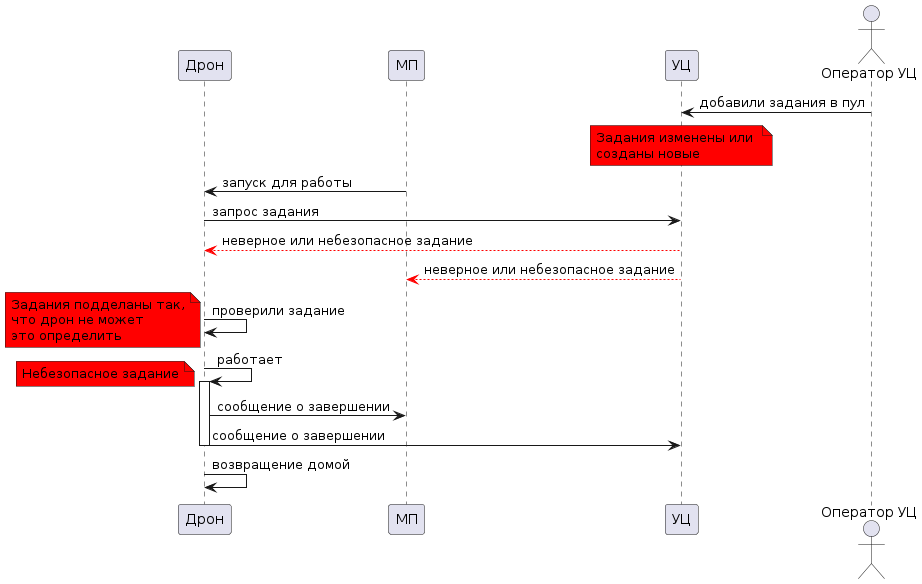 Оператор УЦ
Дрон
МП
УЦ
добавили задания в пул
Задания изменены или
созданы новые
запуск для работы
запрос задания
неверное или небезопасное задание
неверное или небезопасное задание
Задания подделаны так,
что дрон не может
это определить
проверили задание
работает
Небезопасное задание
сообщение о завершении
сообщение о завершении
возвращение домой
Дрон
МП
УЦ
Оператор УЦ